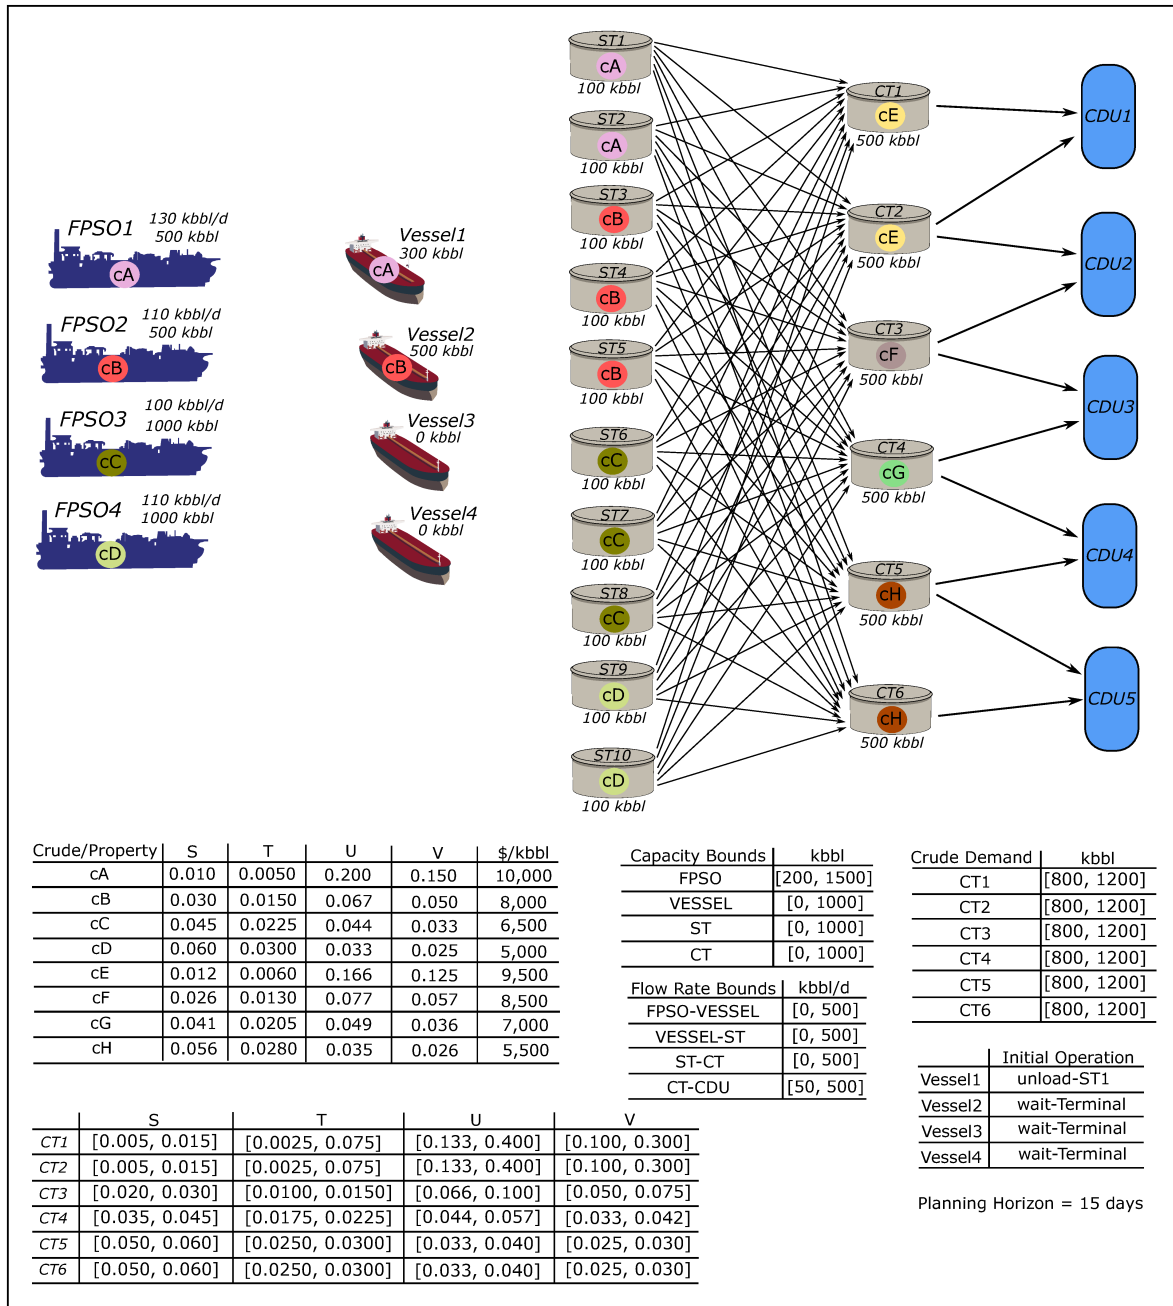 FPSO1
130 kbbl/d
500 kbbl
cA
FPSO2
110 kbbl/d
500 kbbl
cB
FPSO3
100 kbbl/d
1000 kbbl
cC
FPSO4
110 kbbl/d
1000 kbbl
cD
Vessel1
300 kbbl
cA
Vessel2
500 kbbl
cB
Vessel3
0 kbbl
Vessel4
0 kbbl
ST1
cA
100 kbbl
ST2
cA
100 kbbl
ST3
cB
100 kbbl
ST4
cB
100 kbbl
ST5
cB
100 kbbl
ST6
cC
100 kbbl
ST7
cC
100 kbbl
ST8
cC
100 kbbl
ST9
cD
100 kbbl
ST10
cD
100 kbbl
CT1
cE
500 kbbl
CT2
cE
500 kbbl
CT3
cF
500 kbbl
CT4
cG
500 kbbl
CT5
cH
500 kbbl
CT6
cH
500 kbbl
CDU1
CDU2
CDU3
CDU4
CDU5
Crude/Property S T U V $/kbbl
cA 0.010 0.0050 0.200 0.150 10,000
cB 0.030 0.0150 0.067 0.050 8,000
cC 0.045 0.0225 0.044 0.033 6,500
cD 0.060 0.0300 0.033 0.025 5,000
cE 0.012 0.0060 0.166 0.125 9,500
cF 0.026 0.0130 0.077 0.057 8,500
cG 0.041 0.0205 0.049 0.036 7,000
cH 0.056 0.0280 0.035 0.026 5,500
Capacity Bounds kbbl
FPSO [200, 1500]
VESSEL [0, 1000]
ST [0, 1000]
CT [0, 1000]
Flow Rate Bounds kbbl/d
FPSO-VESSEL [0, 500]
VESSEL-ST [0, 500]
ST-CT [0, 500]
CT-CDU [50, 500]
Crude Demand kbbl
CT1 [800, 1200]
CT2 [800, 1200]
CT3 [800, 1200]
CT4 [800, 1200]
CT5 [800, 1200]
CT6 [800, 1200]
Initial Operation
Vessel1 unload-ST1
Vessel2 wait-Terminal
Vessel3 wait-Terminal
Vessel4 wait-Terminal
S T U V
CT1 [0.005, 0.015] [0.0025, 0.075] [0.133, 0.400] [0.100, 0.300]
CT2 [0.005, 0.015] [0.0025, 0.075] [0.133, 0.400] [0.100, 0.300]
CT3 [0.020, 0.030] [0.0100, 0.0150] [0.066, 0.100] [0.050, 0.075]
CT4 [0.035, 0.045] [0.0175, 0.0225] [0.044, 0.057] [0.033, 0.042]
CT5 [0.050, 0.060] [0.0250, 0.0300] [0.033, 0.040] [0.025, 0.030]
CT6 [0.050, 0.060] [0.0250, 0.0300] [0.033, 0.040] [0.025, 0.030]
Planning Horizon = 15 days